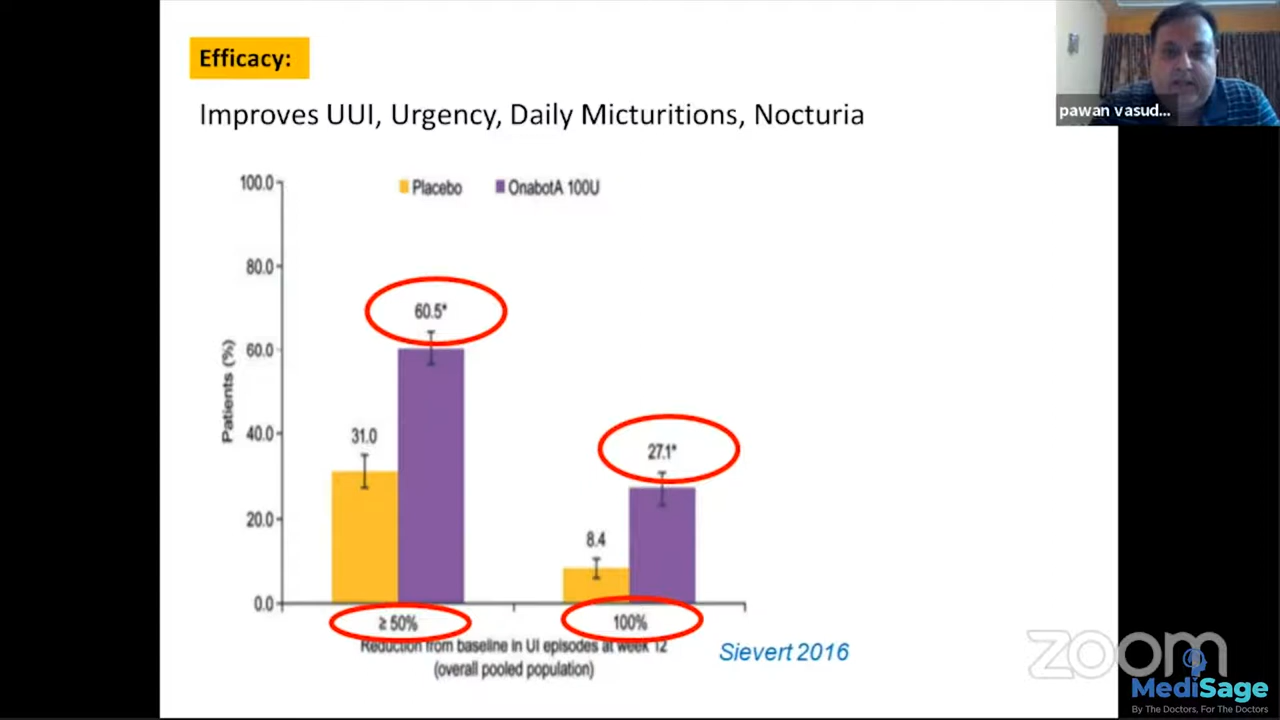 Efficacy:
pawan vasud...
Improves UUI, Urgency, Daily Micturitions, Nocturia
100.0
Placebo
OnabotA 100U
80.0
60.5*
60.0
Patients (%)
31.0
40.0
27.1*
20.0
8.4
0.0
≥ 50%
100%
Reduction from baseline in UI episodes at week 12
(overall pooled population)
Sievert 2016
zoom
MediSage
By The Doctors, For The Doctors